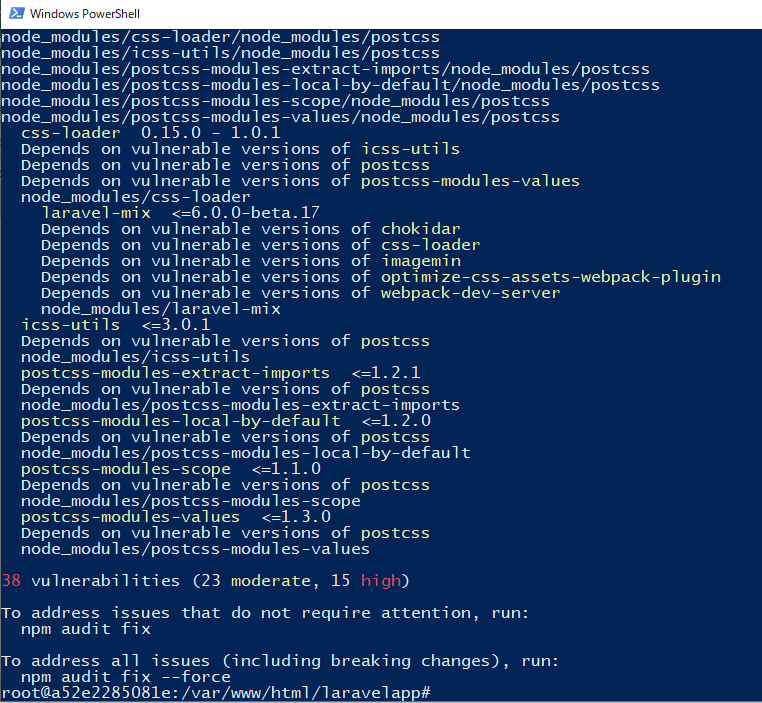 Windows PowerShell
node_modules/css-loader/node_modules/postcss
node_modules/icss-utils/node_modules/postcss
node_modules/postcss-modules-extract-imports/node_modules/postcss
node_modules/postcss-modules-local-by-default/node_modules/postcss
node_modules/postcss-modules-scope/node_modules/postcss
node_modules/postcss-modules-values/node_modules/postcss
  css-loader  0.15.0 - 1.0.1
  Depends on vulnerable versions of icss-utils
  Depends on vulnerable versions of postcss
  Depends on vulnerable versions of postcss-modules-values
  node_modules/css-loader
    laravel-mix  <=6.0.0-beta.17
    Depends on vulnerable versions of chokidar
    Depends on vulnerable versions of css-loader
    Depends on vulnerable versions of imagemin
    Depends on vulnerable versions of optimize-css-assets-webpack-plugin
    Depends on vulnerable versions of webpack-dev-server
    node_modules/laravel-mix
  icss-utils  <=3.0.1
  Depends on vulnerable versions of postcss
  node_modules/icss-utils
  postcss-modules-extract-imports  <=1.2.1
  Depends on vulnerable versions of postcss
  node_modules/postcss-modules-extract-imports
  postcss-modules-local-by-default  <=1.2.0
  Depends on vulnerable versions of postcss
  node_modules/postcss-modules-local-by-default
  postcss-modules-scope  <=1.1.0
  Depends on vulnerable versions of postcss
  node_modules/postcss-modules-scope
  postcss-modules-values  <=1.3.0
  Depends on vulnerable versions of postcss
  node_modules/postcss-modules-values
38 vulnerabilities (23 moderate, 15 high)
To address issues that do not require attention, run:
  npm audit fix
To address all issues (including breaking changes), run:
  npm audit fix --force
root@a52e2285081e:/var/www/html/laravelapp#